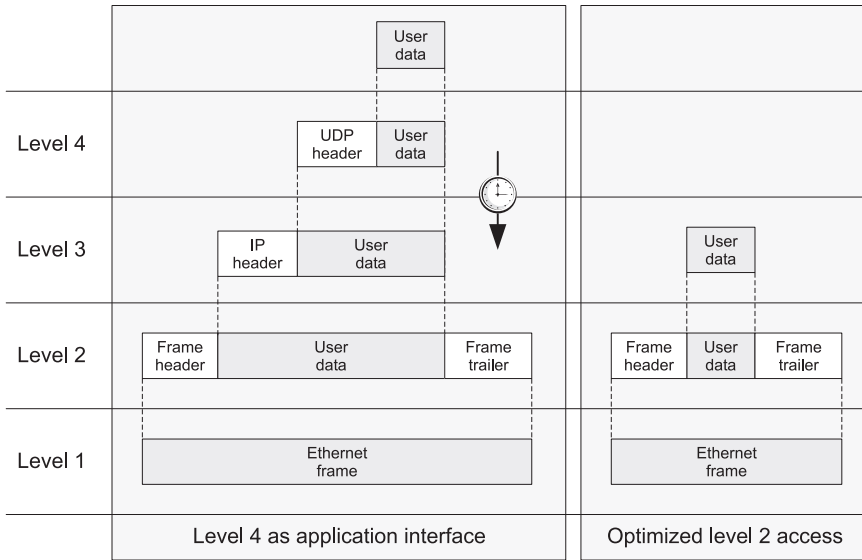 User
data
Level 4
UDP
header
User
data
Level 3
IP
header
User
data
User
data
Level 2
Frame
header
User
data
Frame
trailer
Frame
header
User
data
Frame
trailer
Level 1
Ethernet
frame
Ethernet
frame
Level 4 as application interface
Optimized level 2 access